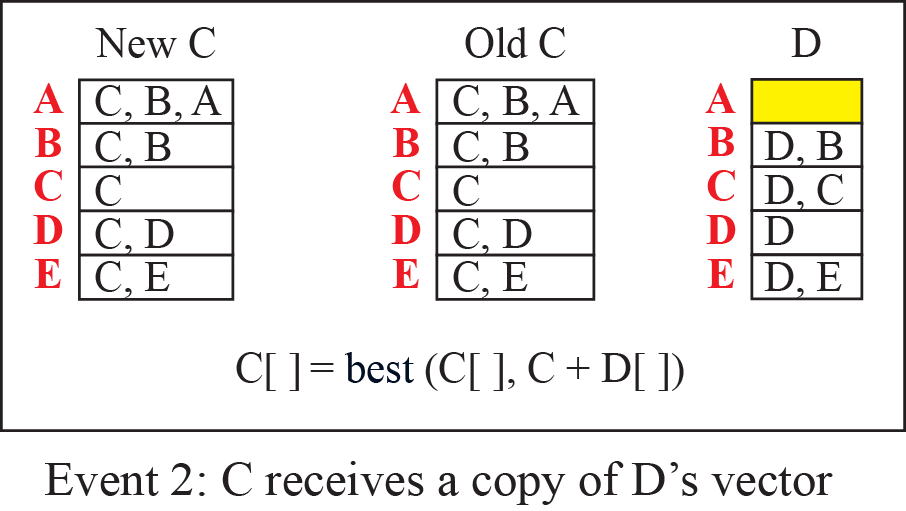 New C Old C D
A C, B, A A C, B, A A
B C, B B C, B B D, B
C C C C C D, C
D C, D D C, D D D
E C, E E C, E E D, E
C[ ] = best (C[ ], C + D[ ])
Event 2: C receives a copy of D’s vector